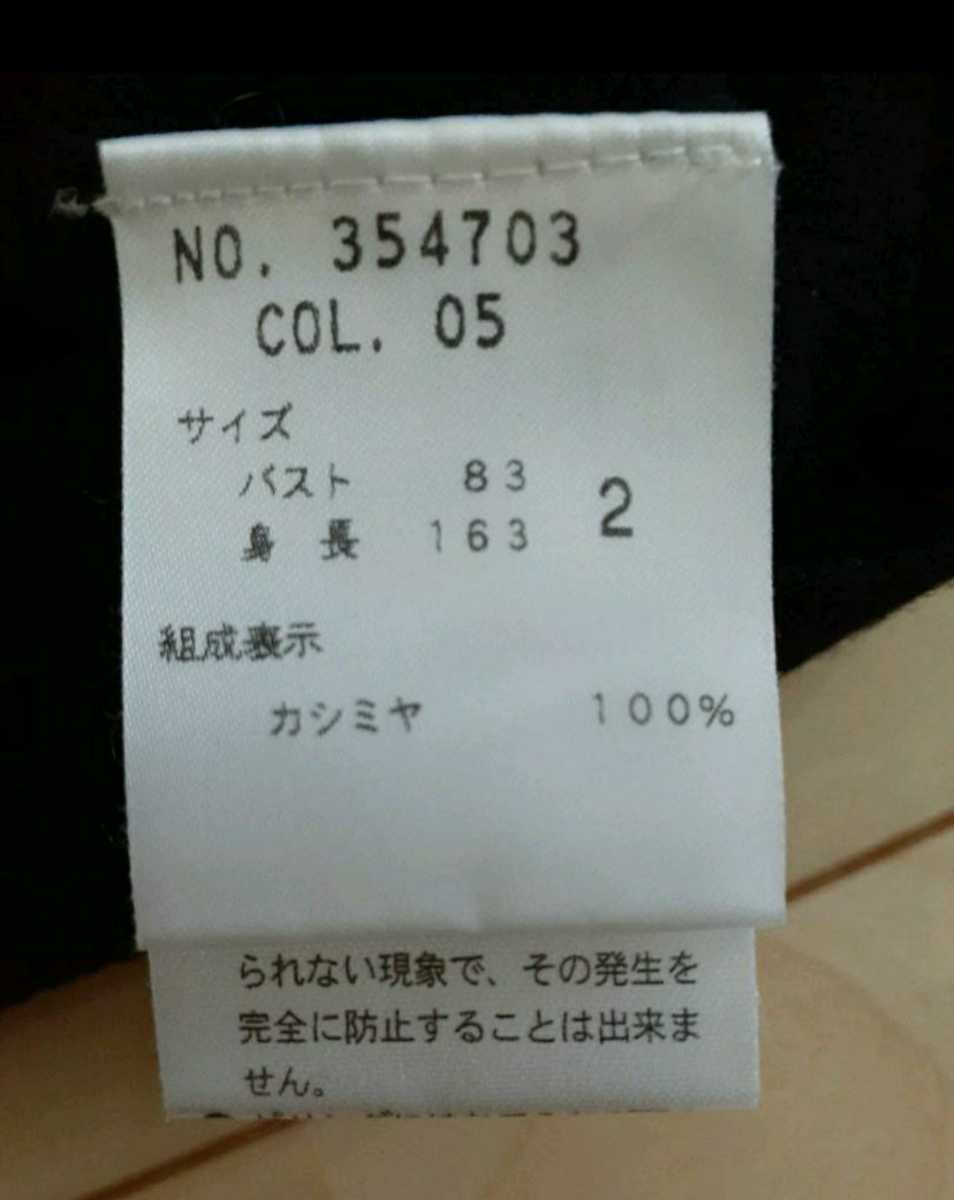 NO. 354703
COL. 05
サイズ
バスト 83
2
身長 163
組成表示
カシミヤ 100%
られない現象で、その発生を
完全に防止することは出来ま
せん。